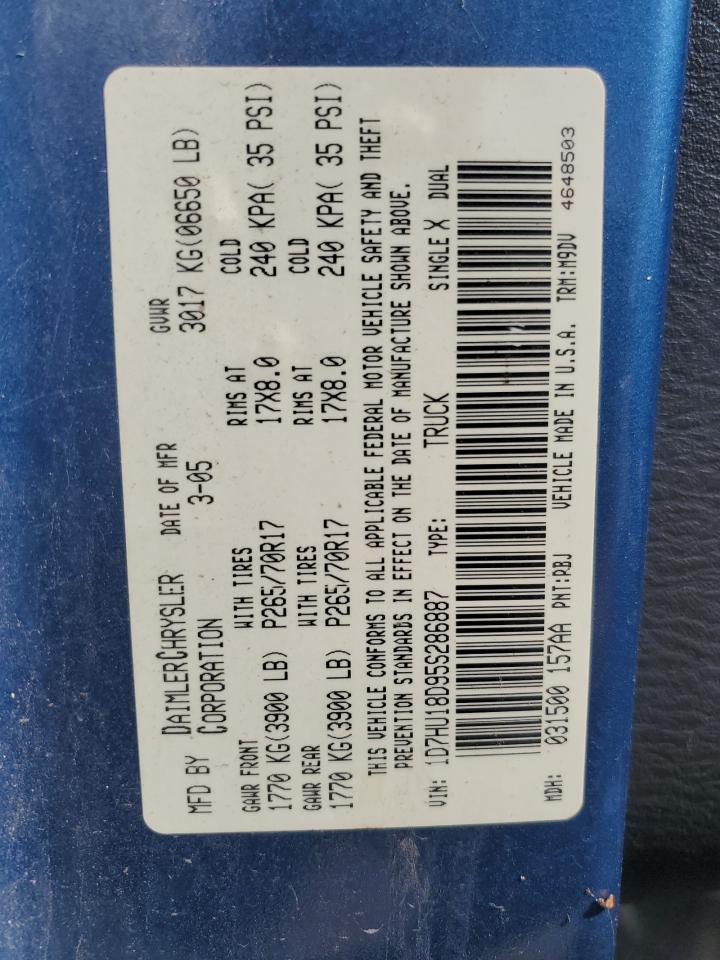 MFD BY DAIMLERCHRYSLER CORPORATION DATE OF MFR 3-05 GVWR 3017 KG(06650 LB)
GAWR FRONT WITH TIRES RIMS AT COLD
1770 KG(3900 LB) P265/70R17 17X8.0 240 KPA( 35 PSI)
GAWR REAR WITH TIRES RIMS AT COLD
1770 KG(3900 LB) P265/70R17 17X8.0 240 KPA( 35 PSI)
THIS VEHICLE CONFORMS TO ALL APPLICABLE FEDERAL MOTOR VEHICLE SAFETY AND THEFT
PREVENTION STANDARDS IN EFFECT ON THE DATE OF MANUFACTURE SHOWN ABOVE.
VIN: 1D7HU18D95S286887 TYPE: TRUCK SINGLE X DUAL
MDH: 031500 157AA PNT:PBJ VEHICLE MADE IN U.S.A. TRM:M9DV 4648503